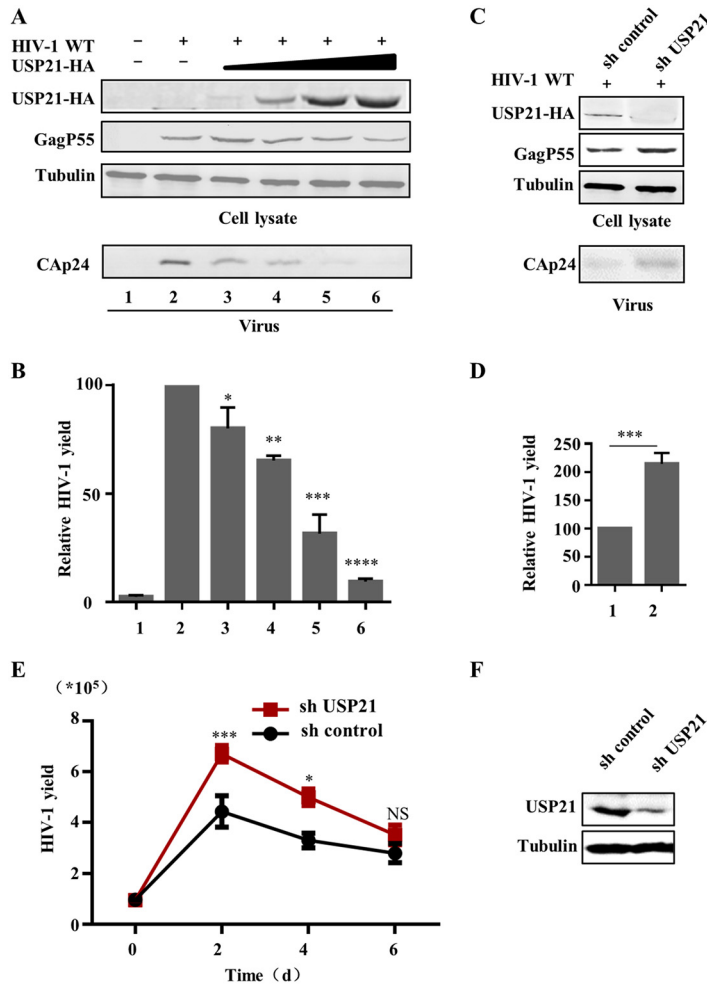 A
HIV-1 WT – + + + + +
USP21-HA – –
USP21-HA
GagP55
Tubulin
Cell lysate
CAp24
1 2 3 4 5 6
Virus
C
sh control sh USP21
HIV-1 WT + +
USP21-HA
GagP55
Tubulin
Cell lysate
CAp24
Virus
B
Relative HIV-1 yield
100
50
0
* ** *** ****
1 2 3 4 5 6
D
Relative HIV-1 yield
250
200
150
100
50
0
***
1 2
E
(*10⁵)
sh USP21
sh control
HIV-1 yield
8
6
4
2
0
*** * NS
0 2 4 6
Time (d)
F
sh control sh USP21
USP21
Tubulin